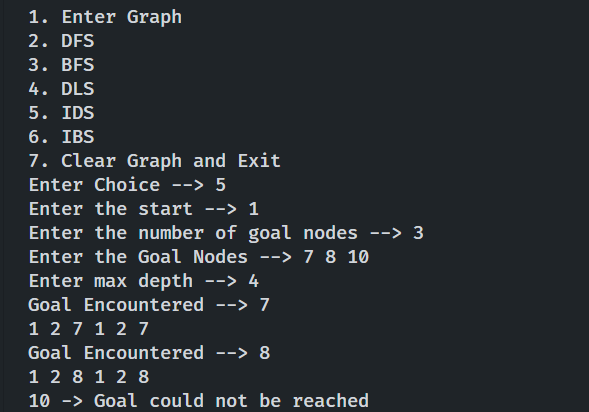 1. Enter Graph
2. DFS
3. BFS
4. DLS
5. IDS
6. IBS
7. Clear Graph and Exit
Enter Choice --> 5
Enter the start --> 1
Enter the number of goal nodes --> 3
Enter the Goal Nodes --> 7 8 10
Enter max depth --> 4
Goal Encountered --> 7
1 2 7 1 2 7
Goal Encountered --> 8
1 2 8 1 2 8
10 -> Goal could not be reached